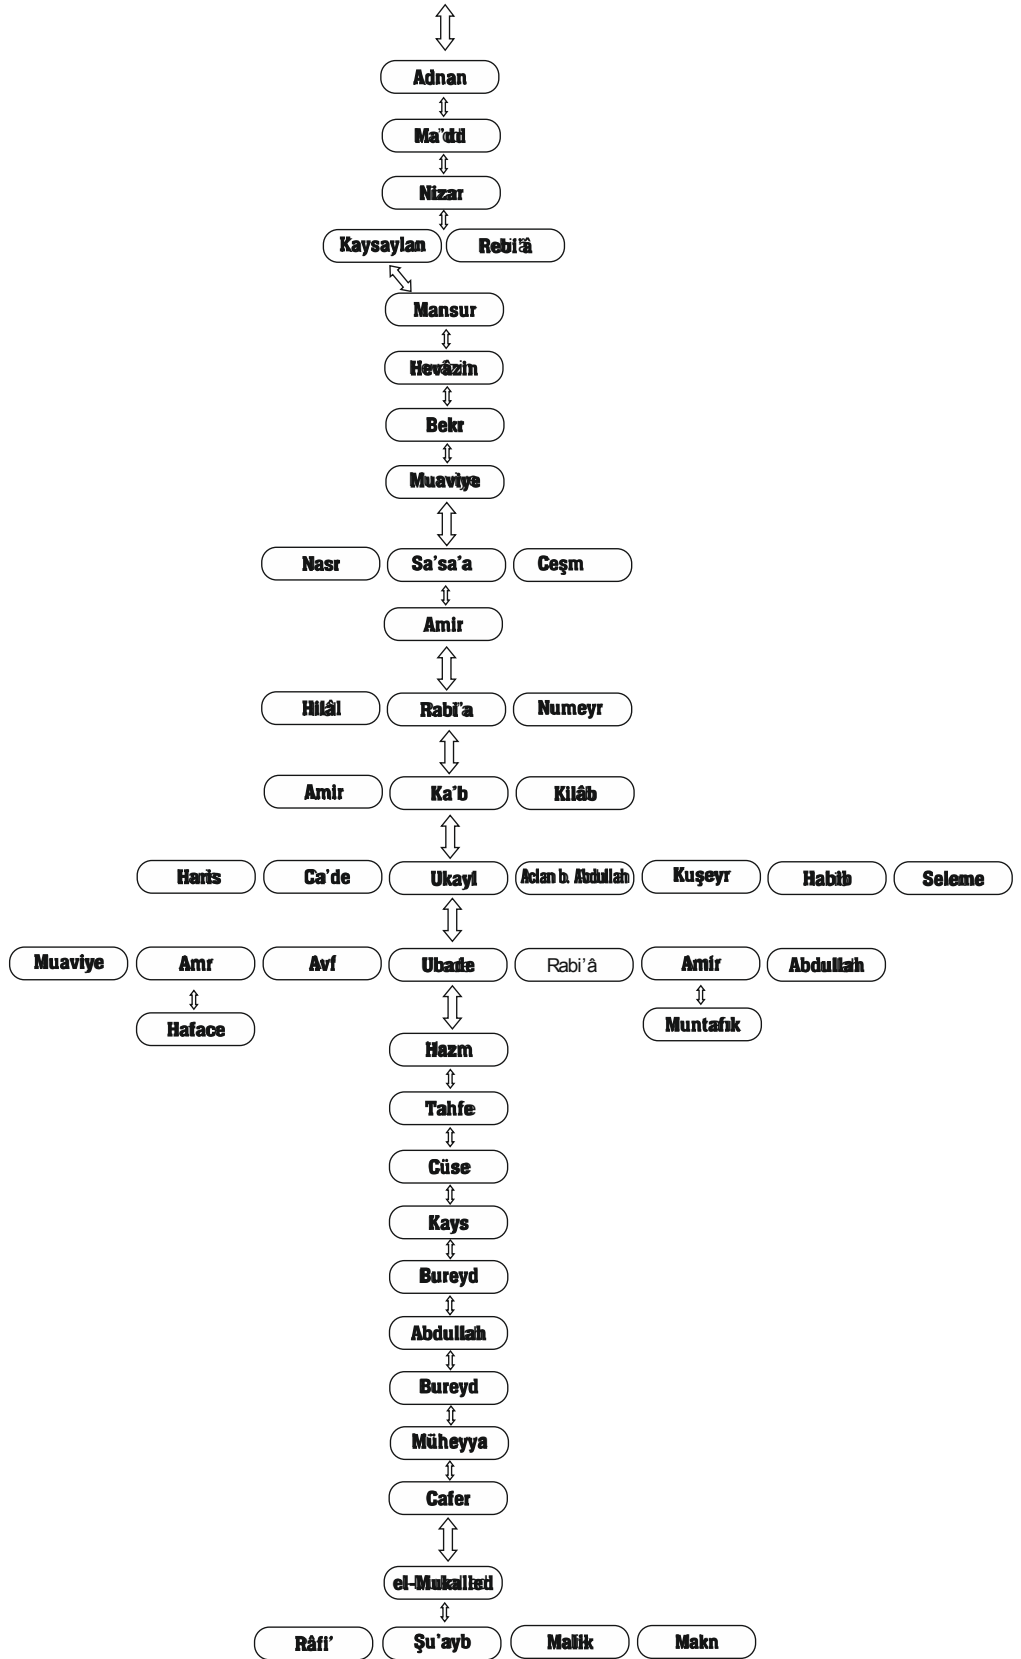 Adnan
Ma'dd
Nizar
Kaysaylan Rebi'â
Mansur
Hevâzin
Bekr
Muaviye
Nasr Sa'sa'a Ceşm
Amir
Hilâl Rabi'a Numeyr
Amir Ka'b Kilâb
Haris Ca'de Ukayl Aclan b. Abdullah Kuşeyr Habib Seleme
Muaviye Amr Avf Ubade Rabi'â Amir Abdullah
Haface Muntafık
Hazm
Tahfe
Cüse
Kays
Bureyd
Abdullah
Bureyd
Müheyya
Cafer
el-Mukalled
Râfi' Şu'ayb Malik Makn